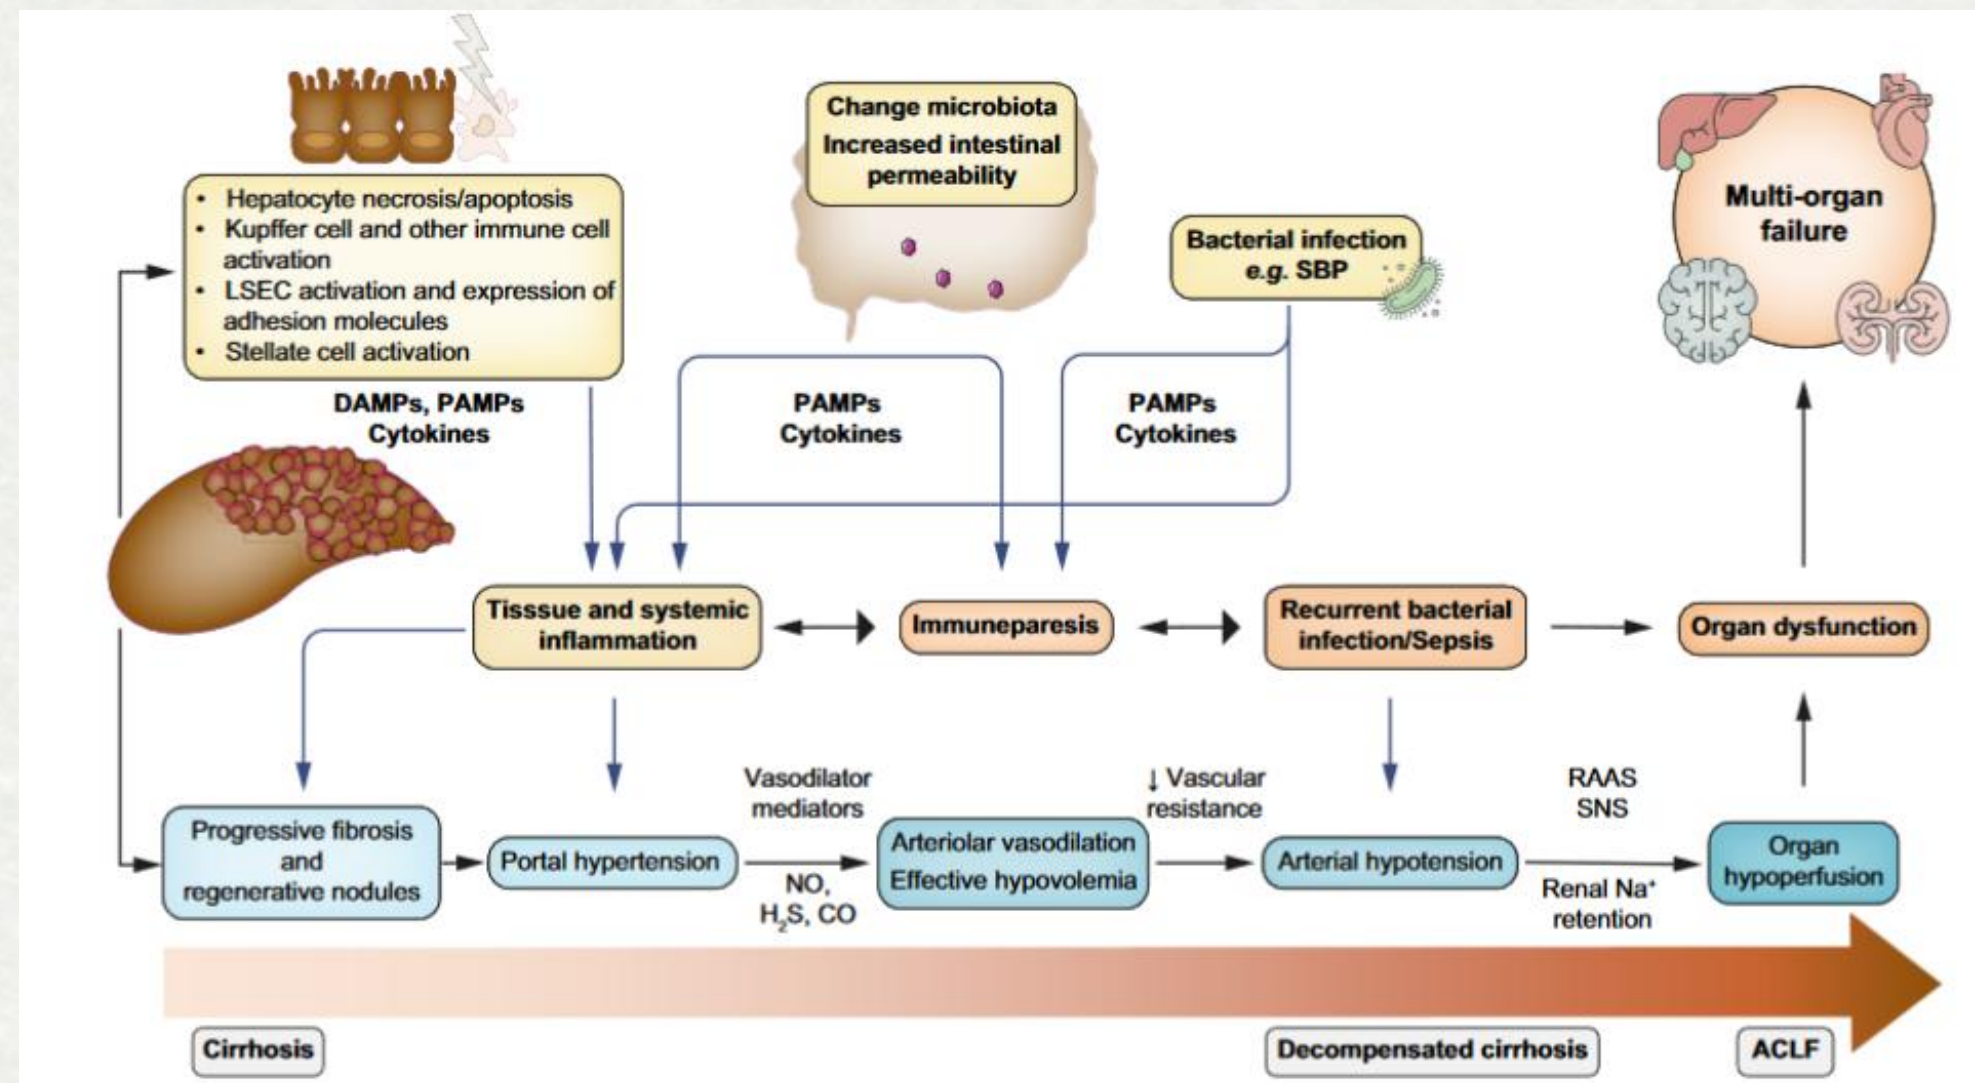 Change microbiota
Increased intestinal
permeability
• Hepatocyte necrosis/apoptosis
• Kupffer cell and other immune cell
activation
• LSEC activation and expression of
adhesion molecules
• Stellate cell activation
Bacterial infection
e.g. SBP
Multi-organ
failure
DAMPs, PAMPs
Cytokines
PAMPs
Cytokines
PAMPs
Cytokines
Tisssue and systemic
inflammation
Immuneparesis
Recurrent bacterial
infection/Sepsis
Organ dysfunction
Progressive fibrosis
and
regenerative nodules
Portal hypertension
Vasodilator
mediators
NO,
H₂S, CO
Arteriolar vasodilation
Effective hypovolemia
↓ Vascular
resistance
Arterial hypotension
RAAS
SNS
Renal Na⁺
retention
Organ
hypoperfusion
Cirrhosis
Decompensated cirrhosis
ACLF